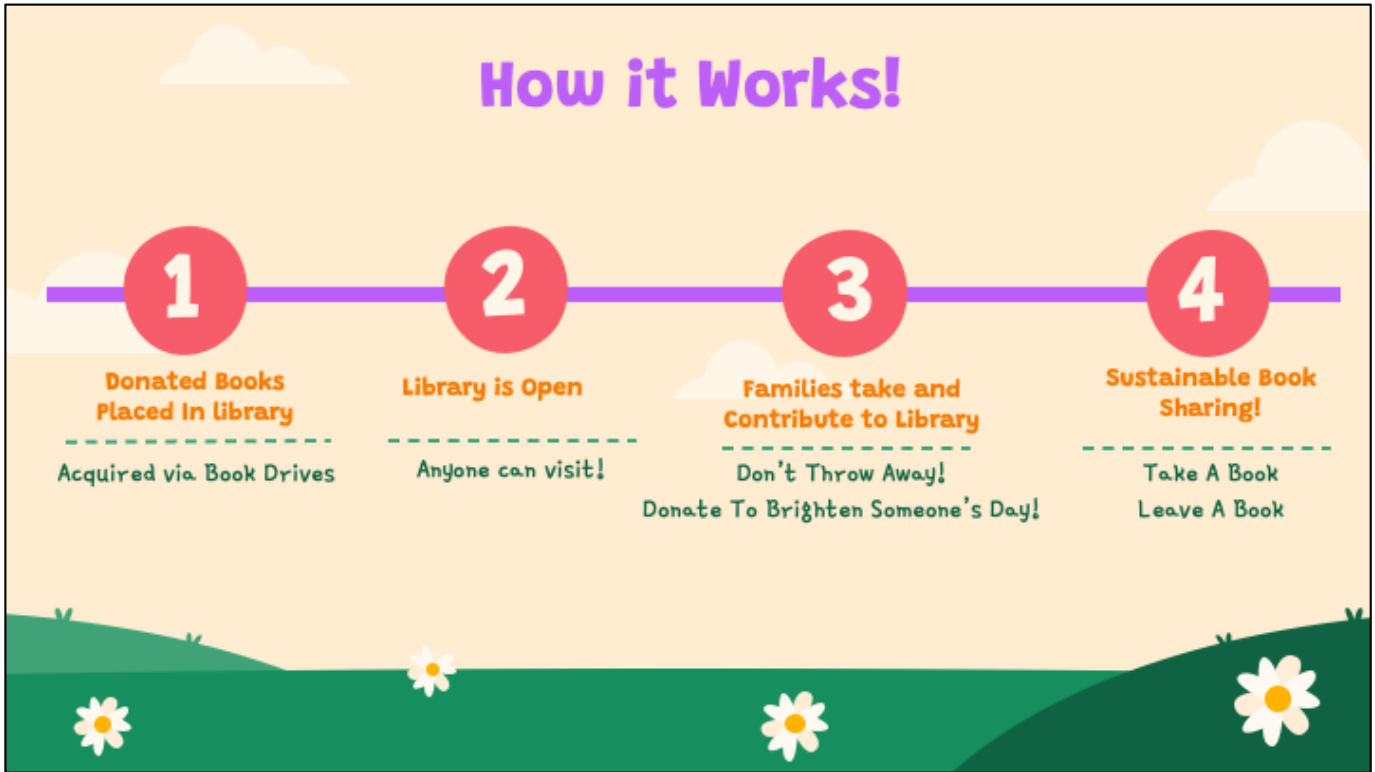 How it Works!
1
Donated Books
Placed In library
Acquired via Book Drives
2
Library is Open
Anyone can visit!
3
Families take and
Contribute to Library
Don't Throw Away!
Donate To Brighten Someone's Day!
4
Sustainable Book
Sharing!
Take A Book
Leave A Book